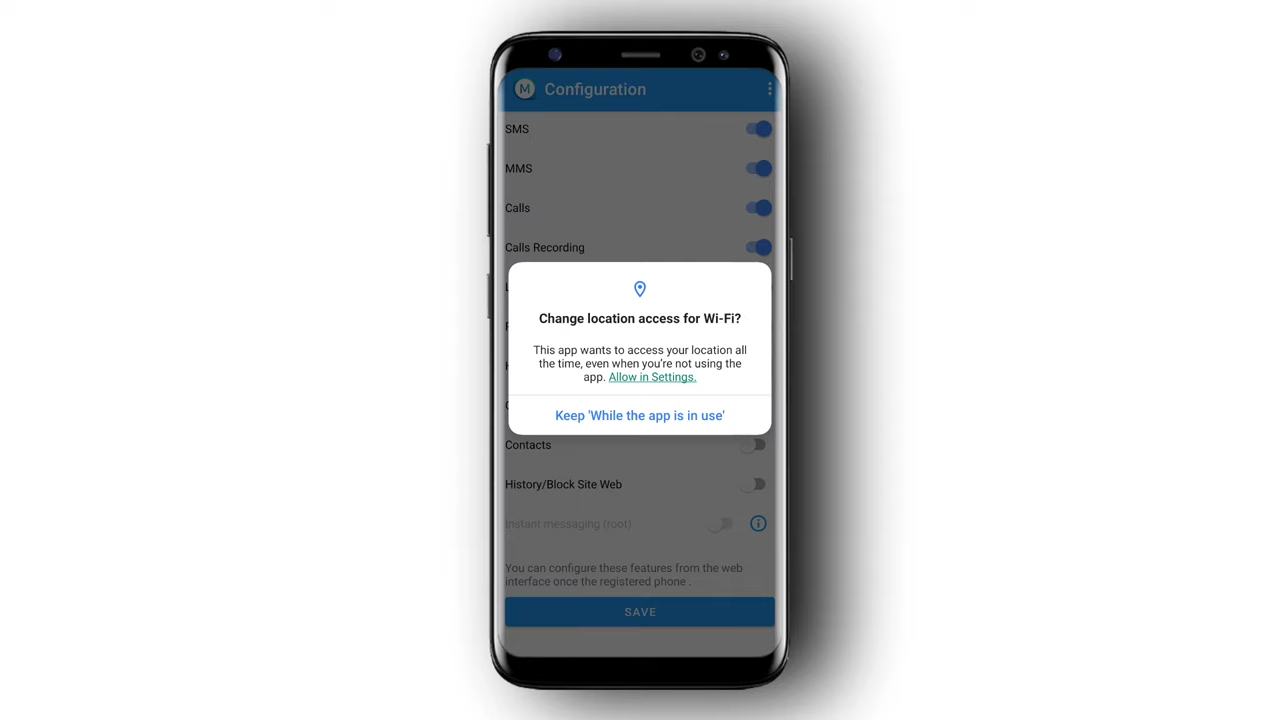 M Configuration
SMS
MMS
Calls
Calls Recording
Change location access for Wi-Fi?
This app wants to access your location all
the time, even when you're not using the
app. Allow in Settings.
Keep 'While the app is in use'
Contacts
History/Block Site Web
Instant messaging (root)
You can configure these features from the web
interface once the registered phone .
SAVE